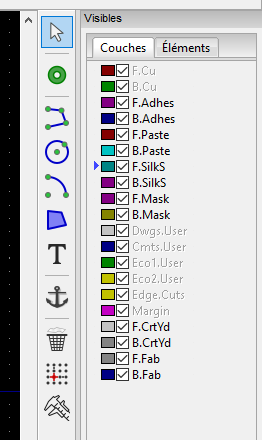 Visibles
Couches Éléments
F.Cu
B.Cu
F.Adhes
B.Adhes
F.Paste
B.Paste
F.SilkS
B.SilkS
F.Mask
B.Mask
Dwgs.User
Cmts.User
Eco1.User
Eco2.User
Edge.Cuts
Margin
F.CrtYd
B.CrtYd
F.Fab
B.Fab
T